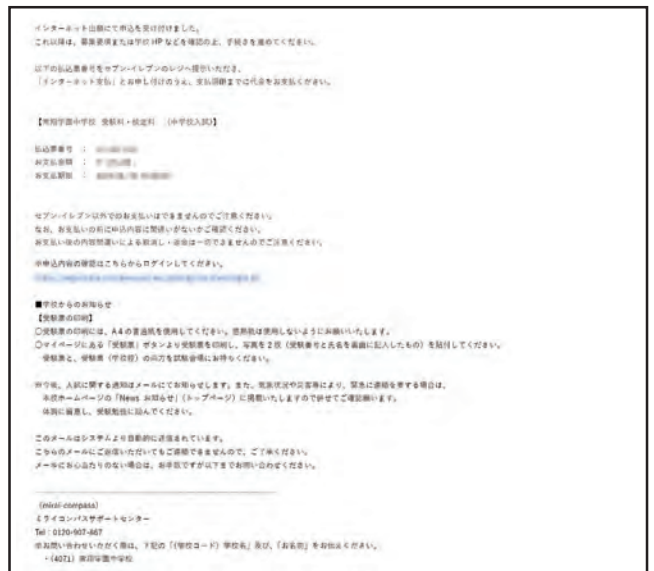 インターネット出願にて申込を受け付けました。
これ以降は、募集要項または学校 HP などを確認の上、手続きを進めてください。
以下の払込票番号をセブン-イレブンのレジへ提示いただき、
「インターネット支払」とお申し付けのうえ、支払期限までに代金をお支払ください。
【常翔学園中学校 受験料・検定料 (中学校入試)】
払込票番号 :
お支払金額 :
お支払期限 :
セブン-イレブン以外でのお支払いはできませんのでご注意ください。
なお、お支払いの前に申込内容に間違いがないかご確認ください。
お支払い後の内容間違いによる取消し・返金は一切できませんのでご注意ください。
※申込内容の確認はこちらからログインしてください。
■学校からのお知らせ
【受験票の印刷】
○受験票の印刷には、A4の普通紙を使用してください。感熱紙は使用しないようにお願いいたします。
○マイページにある「受験票」ボタンより受験票を印刷し、写真を2枚(受験番号と氏名を裏面に記入したもの)を貼付してください。
受験票と、受験票(学校控)の両方を試験会場にお持ちください。
※今後、入試に関する通知はメールにてお知らせします。また、気象状況や災害等により、緊急に連絡を要する場合は、
本校ホームページの「News お知らせ」(トップページ)に掲載いたしますので併せてご確認願います。
体調に留意し、受験勉強に励んでください。
このメールはシステムより自動的に送信されています。
こちらのメールにご返信いただいてもご連絡できませんので、ご了承ください。
メールにお心当たりのない場合は、お手数ですが以下までお問い合わせください。
(mirai-compass)
ミライコンパスサポートセンター
Tel : 0120-907-867
※お問い合わせいただく際は、下記の「(学校コード) 学校名」及び、「お名前」をお伝えください。
・(4071) 常翔学園中学校